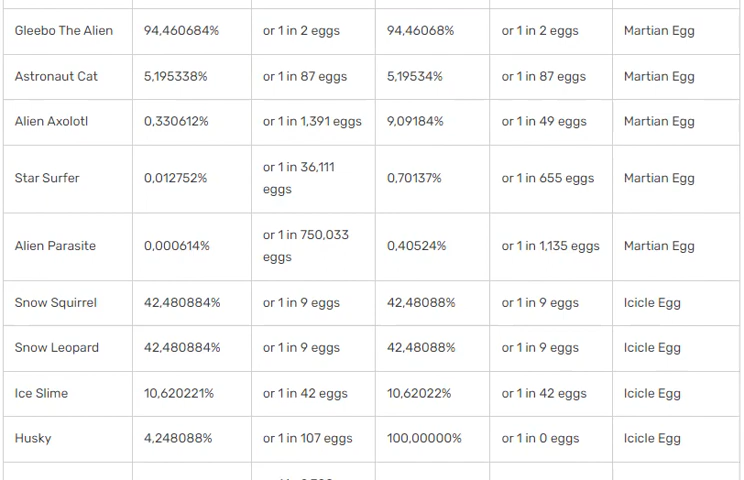 Gleebo The Alien 94,460684% or 1 in 2 eggs 94,46068% or 1 in 2 eggs Martian Egg
Astronaut Cat 5,195338% or 1 in 87 eggs 5,19534% or 1 in 87 eggs Martian Egg
Alien Axolotl 0,330612% or 1 in 1,391 eggs 9,09184% or 1 in 49 eggs Martian Egg
Star Surfer 0,012752% or 1 in 36,111 eggs 0,70137% or 1 in 655 eggs Martian Egg
Alien Parasite 0,000614% or 1 in 750,033 eggs 0,40524% or 1 in 1,135 eggs Martian Egg
Snow Squirrel 42,480884% or 1 in 9 eggs 42,48088% or 1 in 9 eggs Icicle Egg
Snow Leopard 42,480884% or 1 in 9 eggs 42,48088% or 1 in 9 eggs Icicle Egg
Ice Slime 10,620221% or 1 in 42 eggs 10,62022% or 1 in 42 eggs Icicle Egg
Husky 4,248088% or 1 in 107 eggs 100,00000% or 1 in 0 eggs Icicle Egg